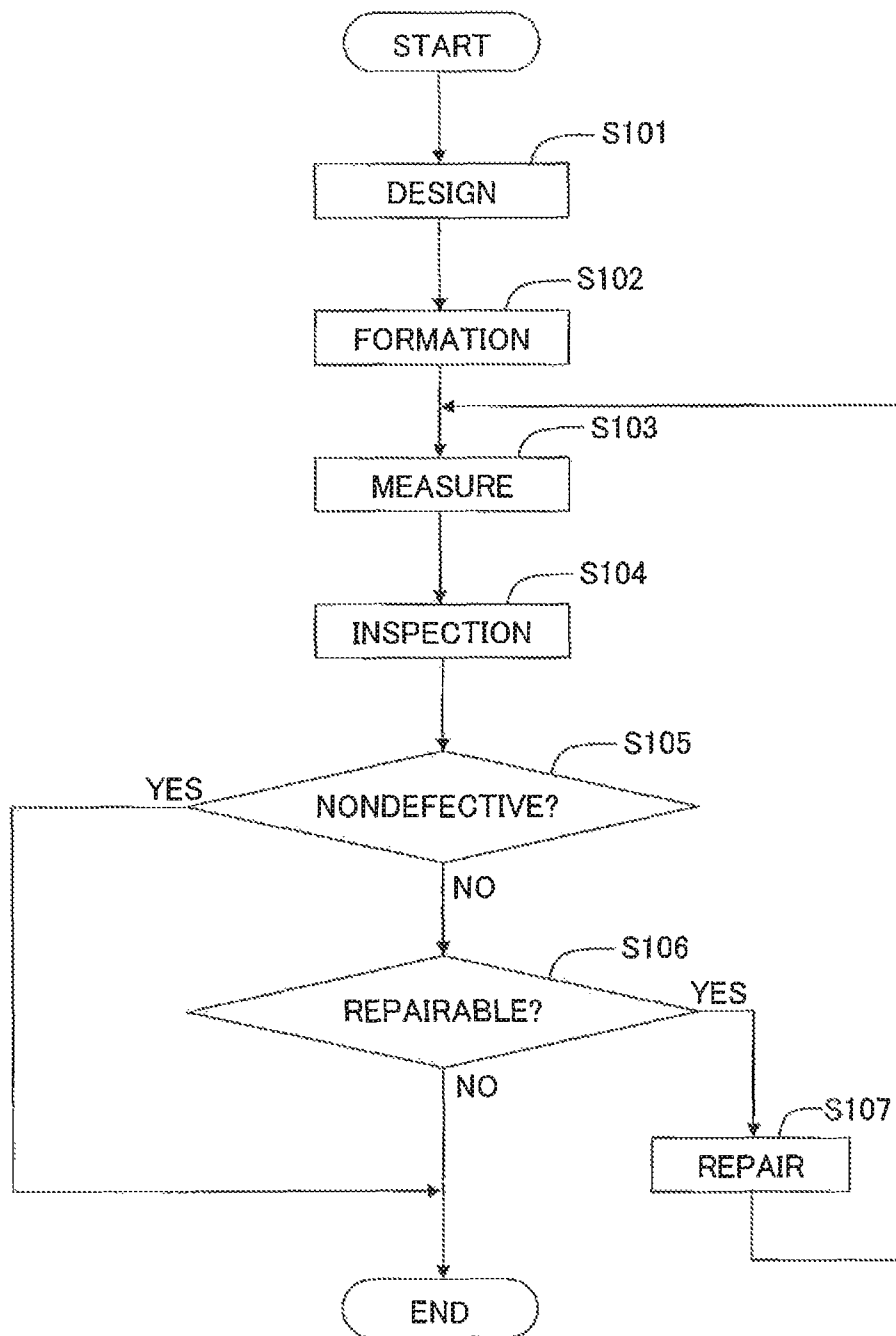 START
S101
DESIGN
S102
FORMATION
S103
MEASURE
S104
INSPECTION
S105
YES
NONDEFECTIVE?
NO
S106
REPAIRABLE?
YES
NO
S107
REPAIR
END